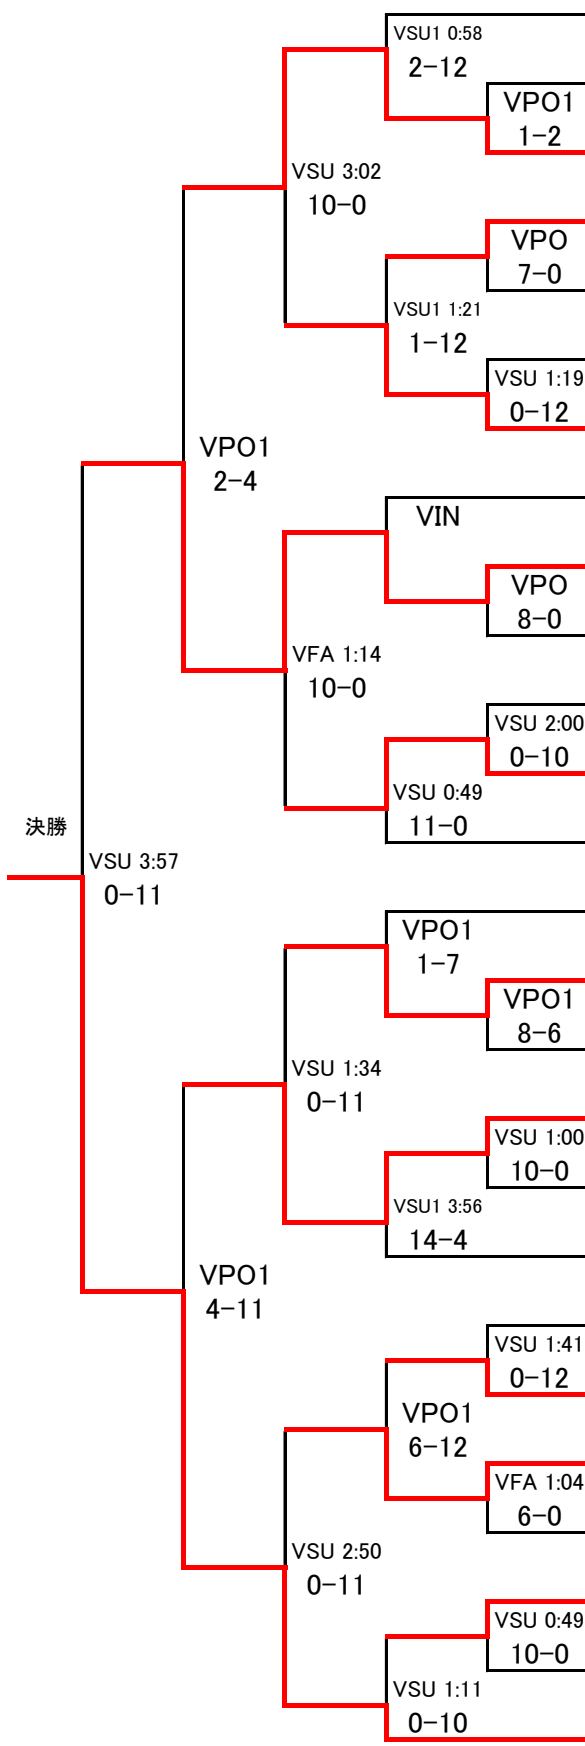 VSU1 0:58
2-12
VPO1
1-2
VSU 3:02
10-0
VPO
7-0
VSU1 1:21
1-12
VSU 1:19
0-12
VPO1
2-4
VIN
VPO
8-0
VFA 1:14
10-0
VSU 2:00
0-10
VSU 0:49
11-0
決勝
VSU 3:57
0-11
VPO1
1-7
VPO1
8-6
VSU 1:34
0-11
VSU 1:00
10-0
VSU1 3:56
14-4
VPO1
4-11
VSU 1:41
0-12
VPO1
6-12
VFA 1:04
6-0
VSU 2:50
0-11
VSU 0:49
10-0
VSU 1:11
0-10